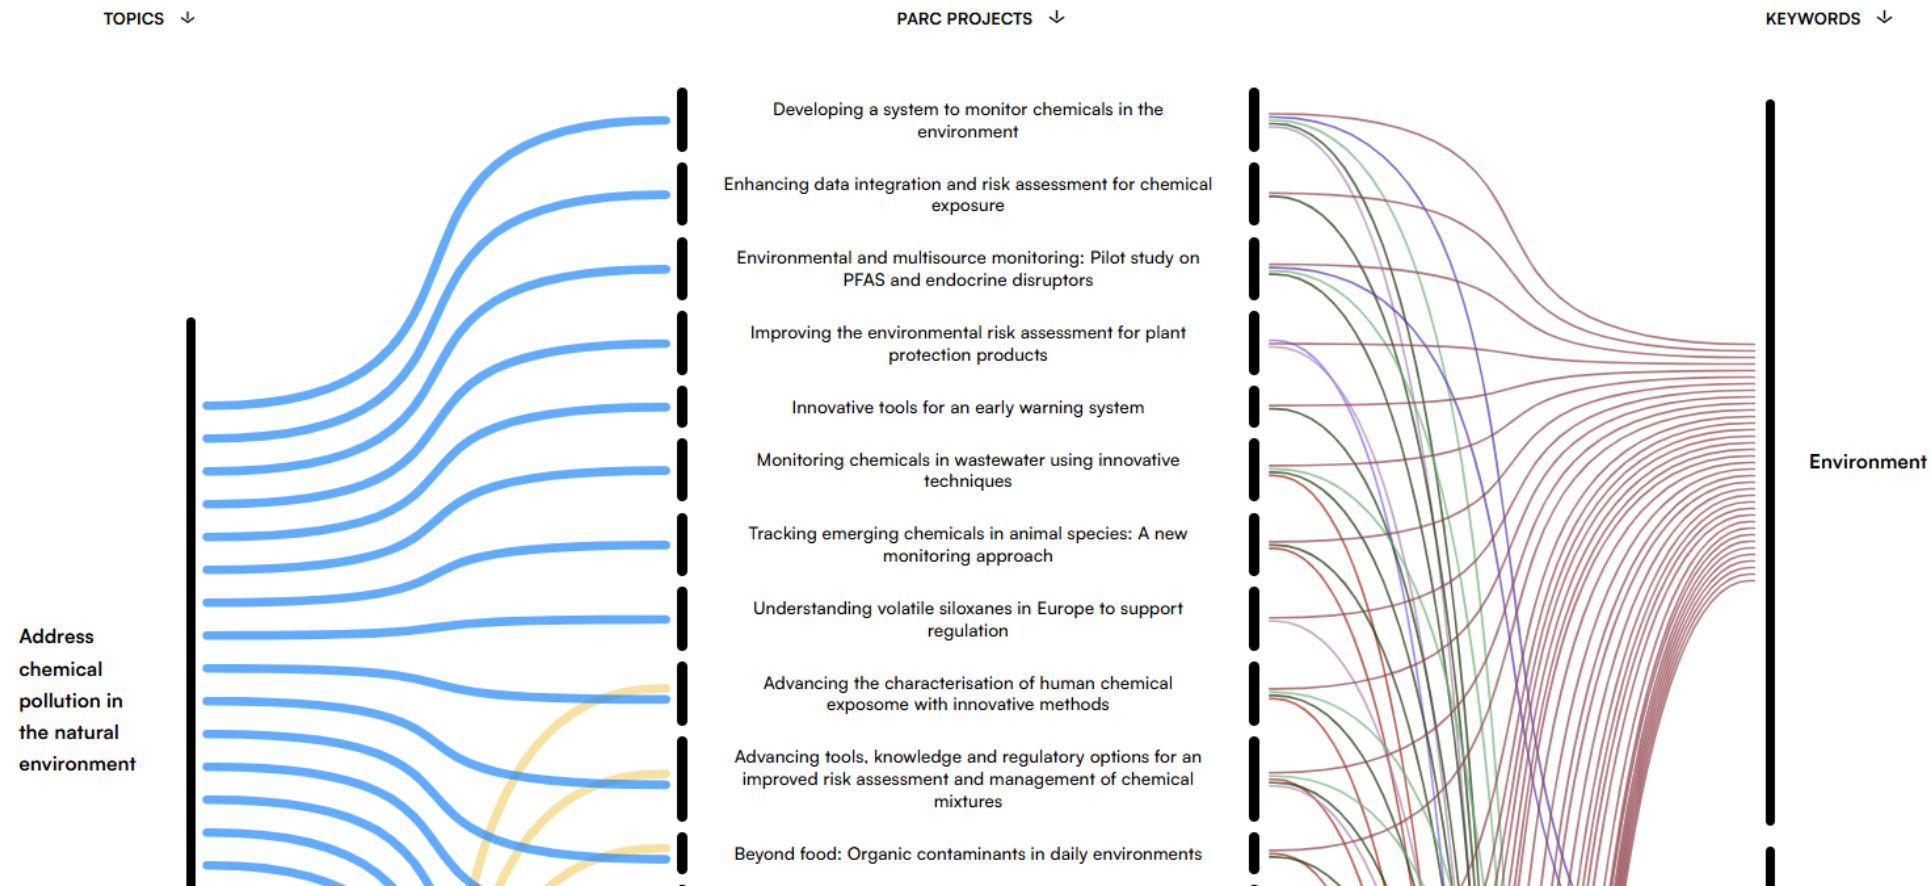 TOPICS ↓
PARC PROJECTS ↓
KEYWORDS ↓
Developing a system to monitor chemicals in the
environment
Enhancing data integration and risk assessment for chemical
exposure
Environmental and multisource monitoring: Pilot study on
PFAS and endocrine disruptors
Improving the environmental risk assessment for plant
protection products
Innovative tools for an early warning system
Monitoring chemicals in wastewater using innovative
techniques
Tracking emerging chemicals in animal species: A new
monitoring approach
Understanding volatile siloxanes in Europe to support
regulation
Advancing the characterisation of human chemical
exposome with innovative methods
Advancing tools, knowledge and regulatory options for an
improved risk assessment and management of chemical
mixtures
Beyond food: Organic contaminants in daily environments
Address
chemical
pollution in
the natural
environment
Environment